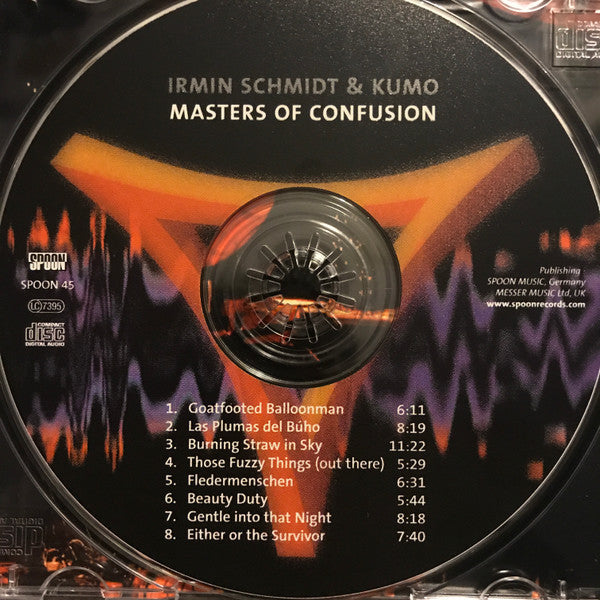 IRMIN SCHMIDT & KUMO
MASTERS OF CONFUSION
SPOON
SPOON 45
LC 7395
COMPACT
disc
DIGITAL AUDIO
Publishing
SPOON MUSIC, Germany
MESSER MUSIC Ltd, UK
www.spoonrecords.com
1. Goatfooted Balloonman 6:11
2. Las Plumas del Búho 8:19
3. Burning Straw in Sky 11:22
4. Those Fuzzy Things (out there) 5:29
5. Fledermenschen 6:31
6. Beauty Duty 5:44
7. Gentle into that Night 8:18
8. Either or the Survivor 7:40